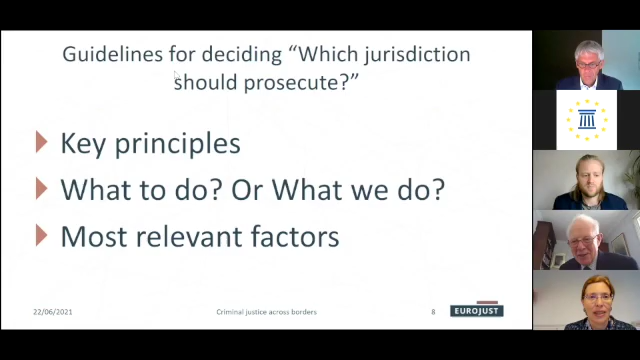 Guidelines for deciding “Which jurisdiction
should prosecute?”
Key principles
What to do? Or What we do?
Most relevant factors
22/06/2021
Criminal justice across borders
8
EUROJUST